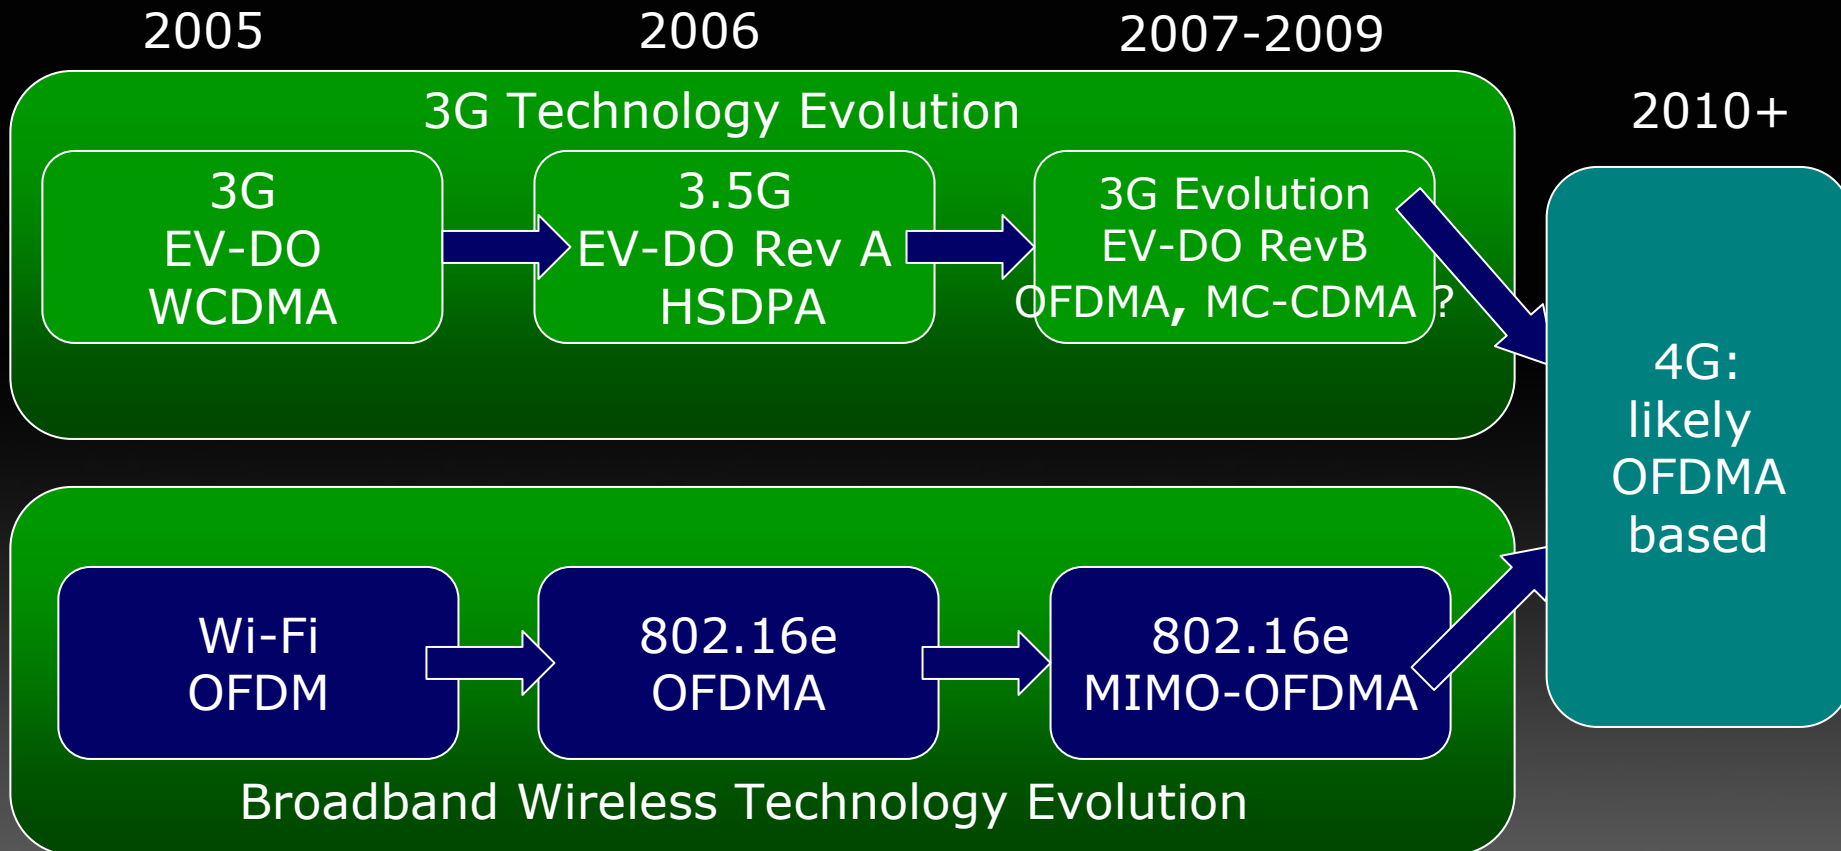 2005
2006
2007-2009
2010+
3G Technology Evolution
3G
EV-DO
WCDMA
3.5G
EV-DO Rev A
HSDPA
3G Evolution
EV-DO RevB
OFDMA, MC-CDMA ?
4G:
likely
OFDMA
based
Wi-Fi
OFDM
802.16e
OFDMA
802.16e
MIMO-OFDMA
Broadband Wireless Technology Evolution